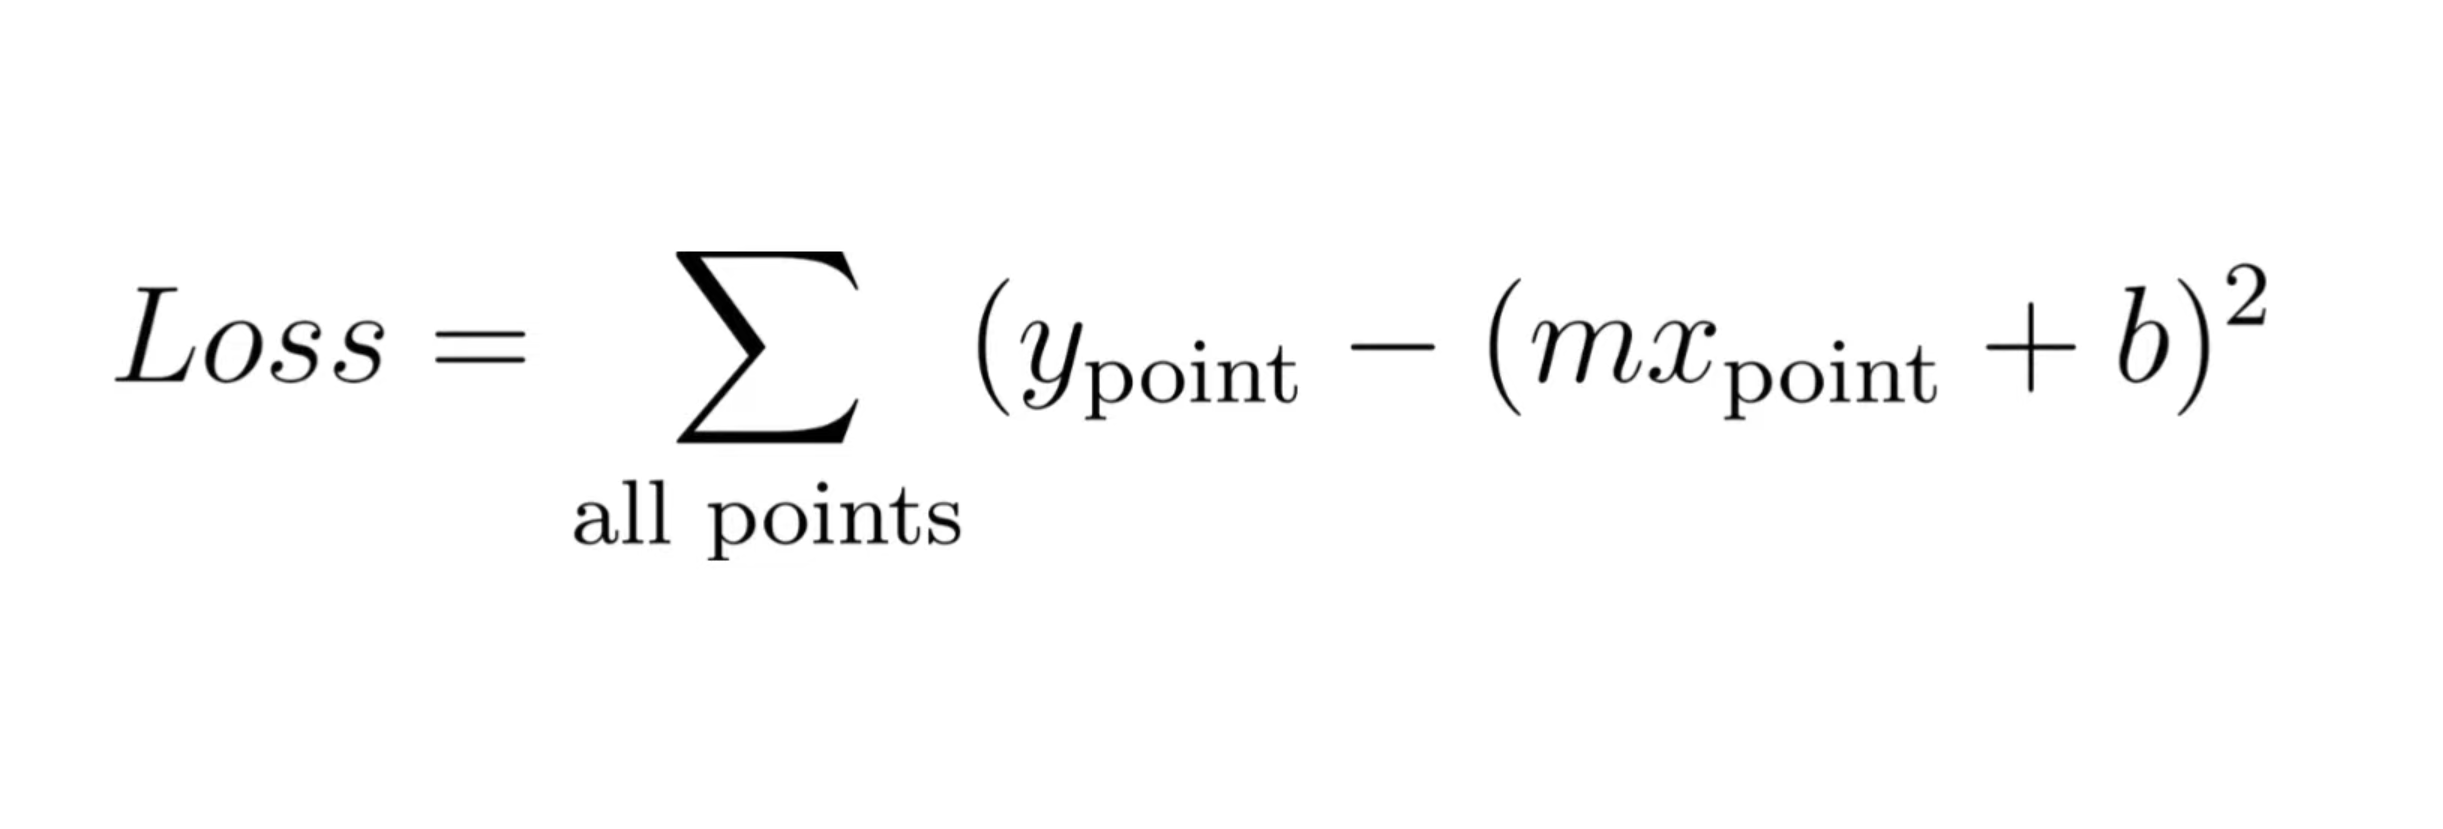 Loss = ∑ (y_point − (mx_point + b)²
all points